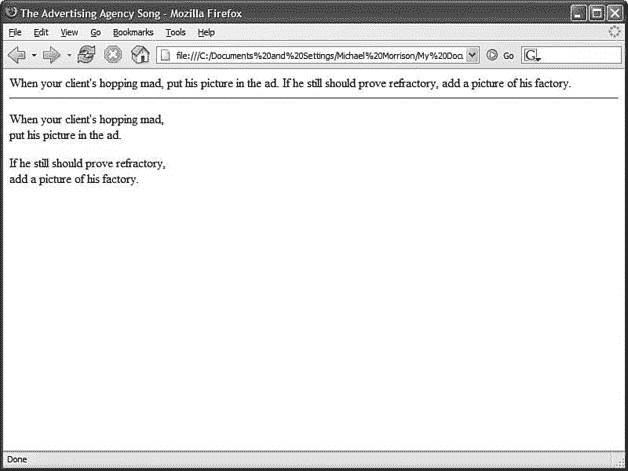 The Advertising Agency Song - Mozilla Firefox
File Edit View Go Bookmarks Tools Help
file:///C:/Documents%20and%20Settings/Michael%20Morrison/My%20Docu Go G
When your client's hopping mad, put his picture in the ad. If he still should prove refractory, add a picture of his factory.
When your client's hopping mad,
put his picture in the ad.
If he still should prove refractory,
add a picture of his factory.
Done